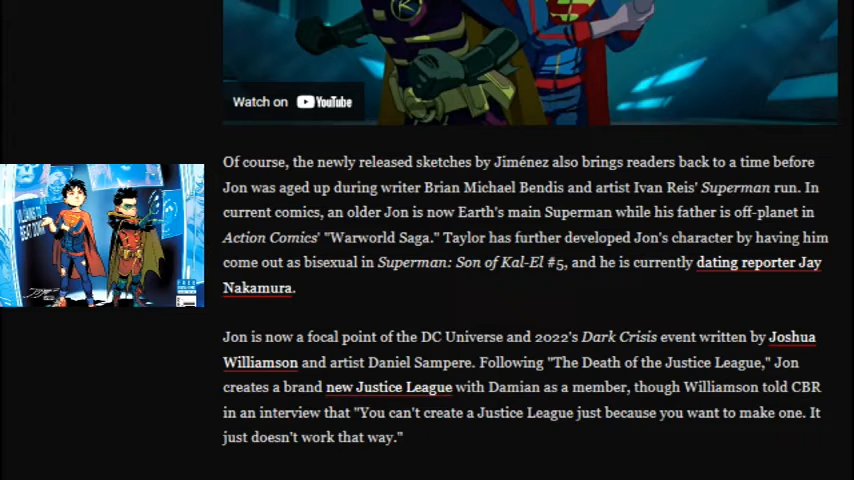 Watch on YouTube
Of course, the newly released sketches by Jiménez also brings readers back to a time before
Jon was aged up during writer Brian Michael Bendis and artist Ivan Reis' Superman run. In
current comics, an older Jon is now Earth's main Superman while his father is off-planet in
Action Comics' "Warworld Saga." Taylor has further developed Jon's character by having him
come out as bisexual in Superman: Son of Kal-El #5, and he is currently dating reporter Jay
Nakamura.
VILLAINS TO
BEAT DOWN
Jon is now a focal point of the DC Universe and 2022's Dark Crisis event written by Joshua
Williamson and artist Daniel Sampere. Following "The Death of the Justice League," Jon
creates a brand new Justice League with Damian as a member, though Williamson told CBR
in an interview that "You can't create a Justice League just because you want to make one. It
just doesn't work that way."